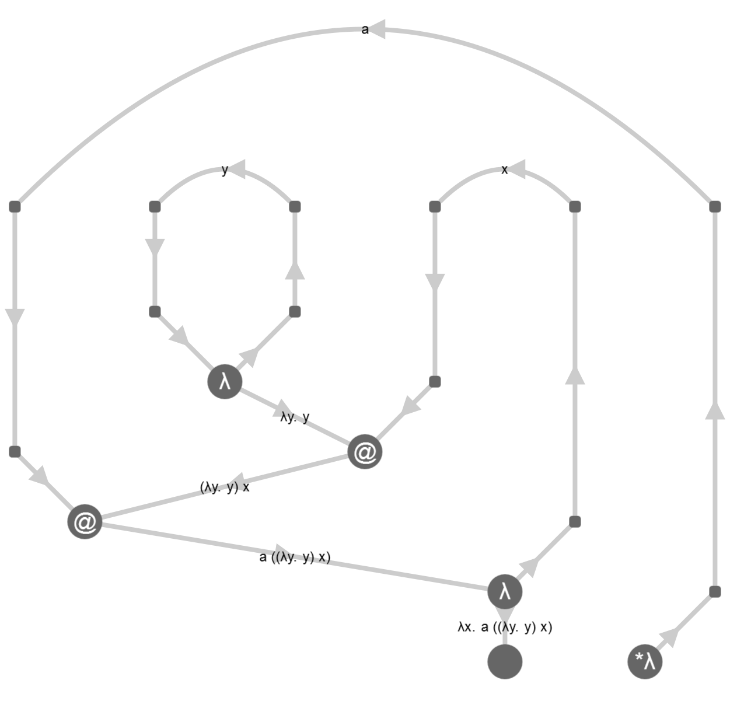 a
y
x
λ
λy. y
@
(λy. y) x
@
a ((λy. y) x)
λ
λx. a ((λy. y) x)
*λ